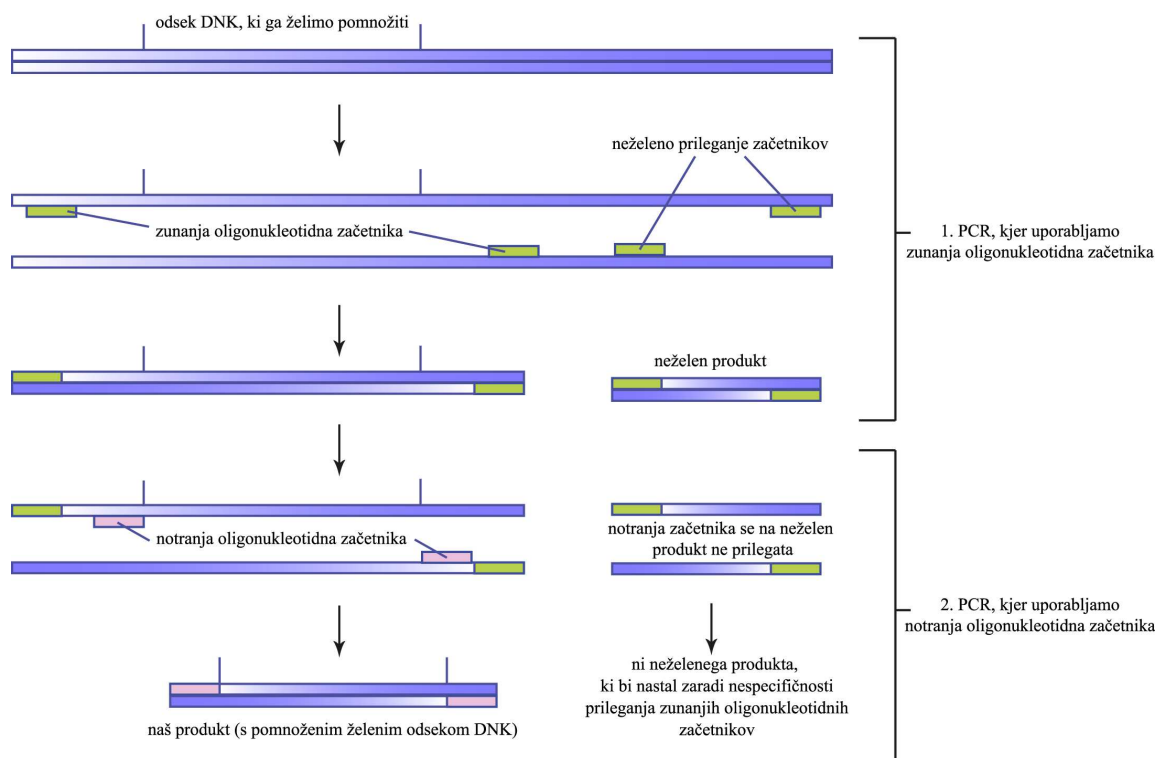 odsek DNK, ki ga želimo pomnožiti
neželeno prileganje začetnikov
zunanja oligonukleotidna začetnika
1. PCR, kjer uporabljamo
zunanja oligonukleotidna začetnika
neželen produkt
notranja oligonukleotidna začetnika
notranja začetnika se na neželen
produkt ne prilegata
2. PCR, kjer uporabljamo
notranja oligonukleotidna začetnika
naš produkt (s pomnoženim želenim odsekom DNK)
ni neželenega produkta,
ki bi nastal zaradi nespecifičnosti
prileganja zunanjih oligonukleotidnih
začetnikov